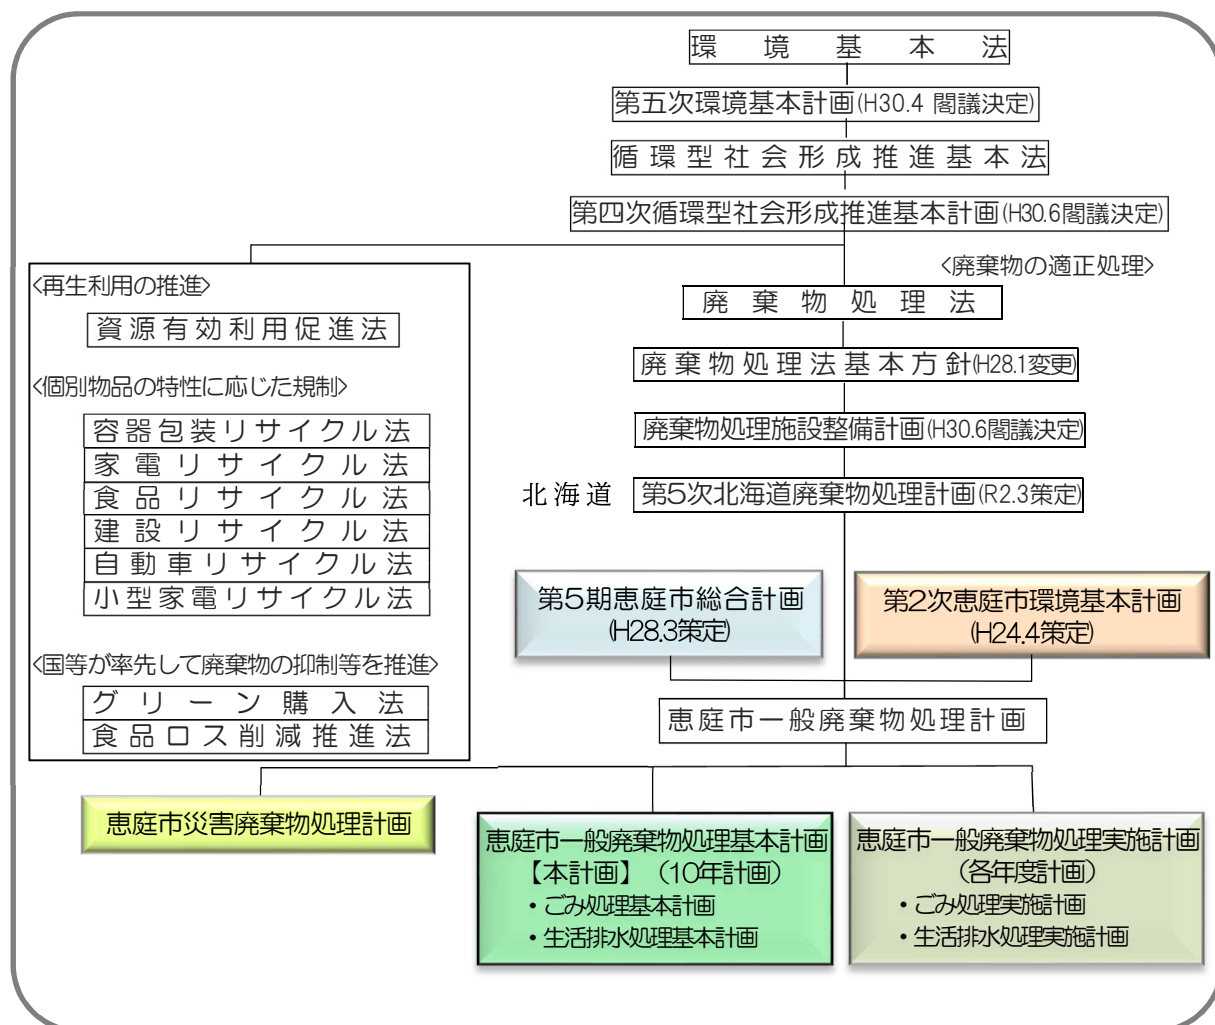 環境基本法
第五次環境基本計画(H30.4 閣議決定)
循環型社会形成推進基本法
第四次循環型社会形成推進基本計画(H30.6閣議決定)
<廃棄物の適正処理>
廃棄物処理法
廃棄物処理法基本方針(H28.1変更)
廃棄物処理施設整備計画(H30.6閣議決定)
北海道 第5次北海道廃棄物処理計画(R2.3策定)
<再生利用の推進>
資源有効利用促進法
<個別物品の特性に応じた規制>
容器包装リサイクル法
家電リサイクル法
食品リサイクル法
建設リサイクル法
自動車リサイクル法
小型家電リサイクル法
<国等が率先して廃棄物の抑制等を推進>
グリーン購入法
食品ロス削減推進法
第5期恵庭市総合計画
(H28.3策定)
第2次恵庭市環境基本計画
(H24.4策定)
恵庭市一般廃棄物処理計画
恵庭市災害廃棄物処理計画
恵庭市一般廃棄物処理基本計画
【本計画】（10年計画）
・ごみ処理基本計画
・生活排水処理基本計画
恵庭市一般廃棄物処理実施計画
（各年度計画）
・ごみ処理実施計画
・生活排水処理実施計画